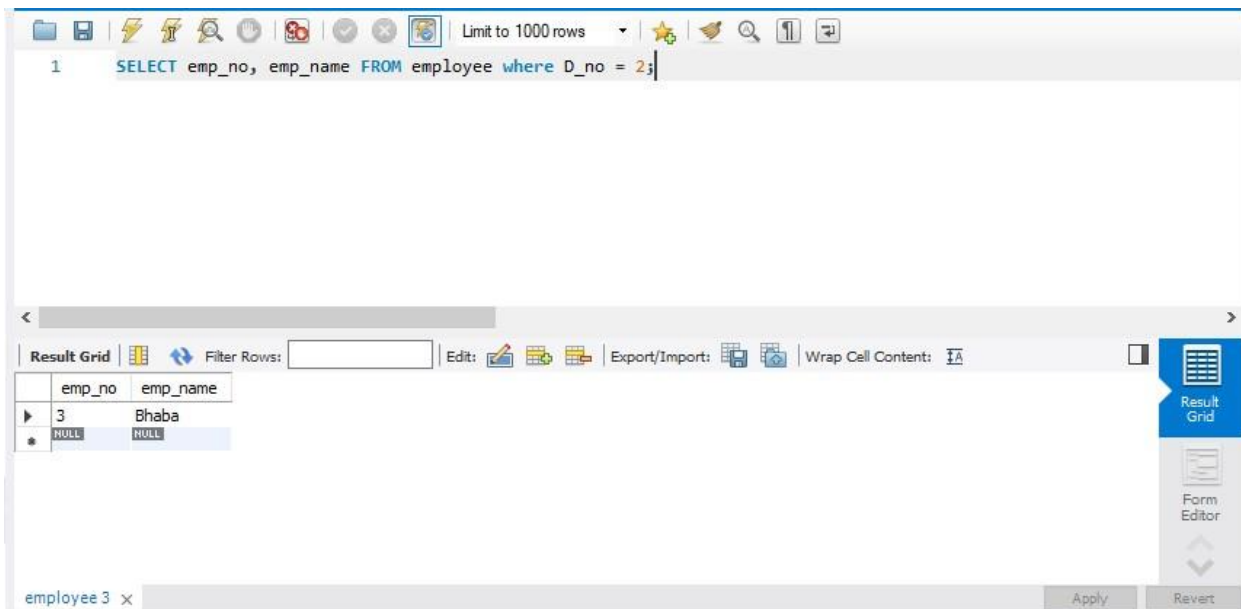 Limit to 1000 rows
1 SELECT emp_no, emp_name FROM employee where D_no = 2;
Result Grid Filter Rows: Edit: Export/Import: Wrap Cell Content: IA
emp_no emp_name
3 Bhaba
NULL NULL
Result
Grid
Form
Editor
employee 3 Apply Revert